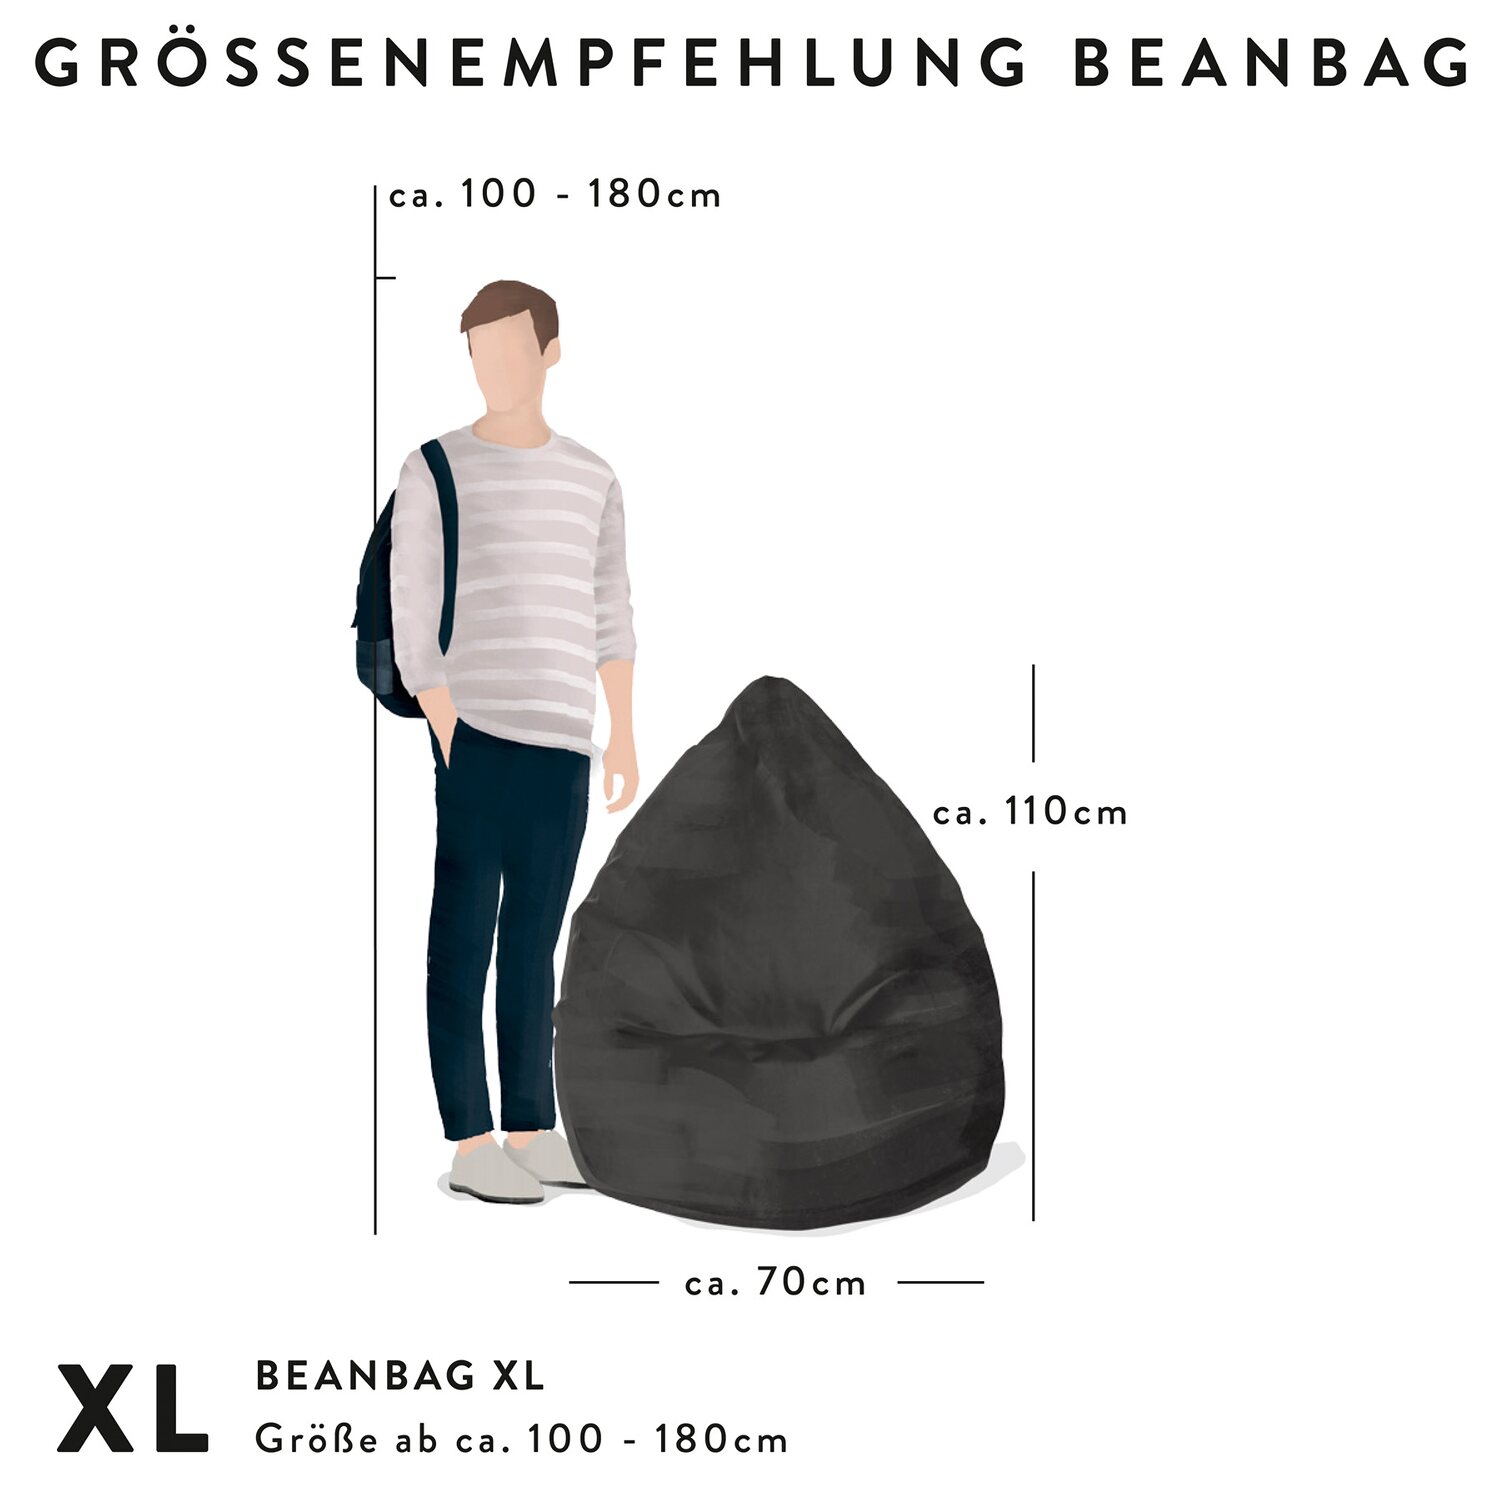 GRÖSSENEMPFEHLUNG BEANBAG
ca. 100 - 180cm
ca. 110cm
ca. 70cm
XL
BEANBAG XL
Größe ab ca. 100 - 180cm